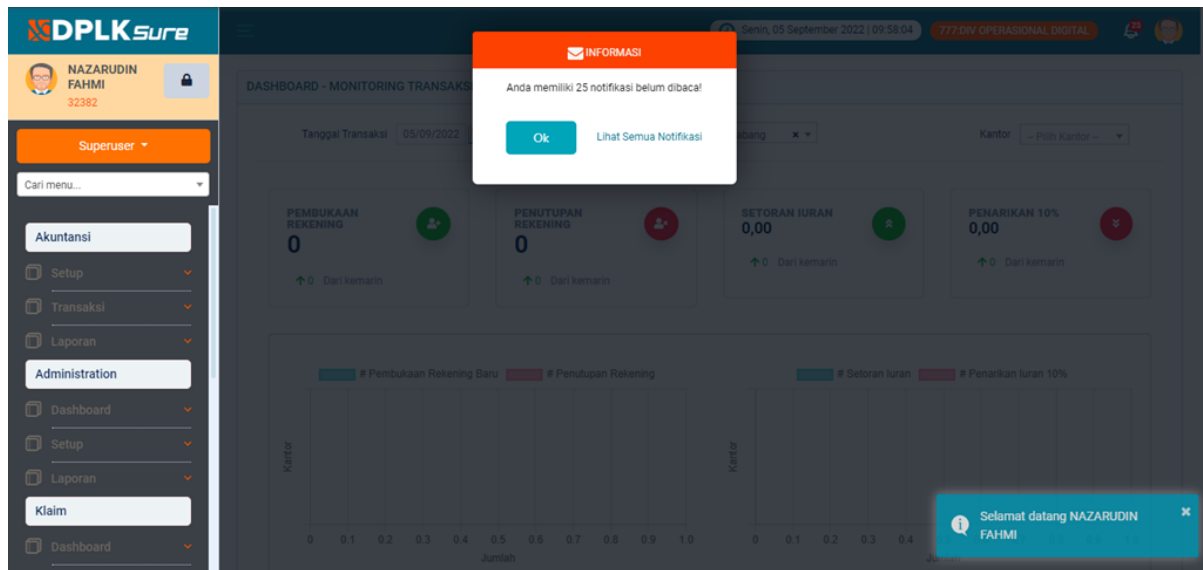 DPLKSure
NAZARUDIN
FAHMI
32382
Superuser
Cari menu...
Akuntansi
Setup
Transaksi
Laporan
Administration
Dashboard
Setup
Laporan
Klaim
Dashboard
Senin, 05 September 2022 | 09:58:04
777:DIV OPERASIONAL DIGITAL
INFORMASI
Anda memiliki 25 notifikasi belum dibaca!
Ok Lihat Semua Notifikasi
DASHBOARD - MONITORING TRANSAKS
Tanggal Transaksi 05/09/2022
Kantor -- Pilih Kantor --
PEMBUKAAN
REKENING
0
0 Dari kemarin
PENUTUPAN
REKENING
0
0 Dari kemarin
SETORAN IURAN
0,00
0 Dari kemarin
PENARIKAN 10%
0,00
0 Dari kemarin
# Pembukaan Rekening Baru # Penutupan Rekening
Kantor
0 0.1 0.2 0.3 0.4 0.5 0.6 0.7 0.8 0.9 1.0
Jumlah
# Setoran Iuran # Penarikan Iuran 10%
Kantor
0 0.1 0.2 0.3 0.4
Selamat datang NAZARUDIN
FAHMI